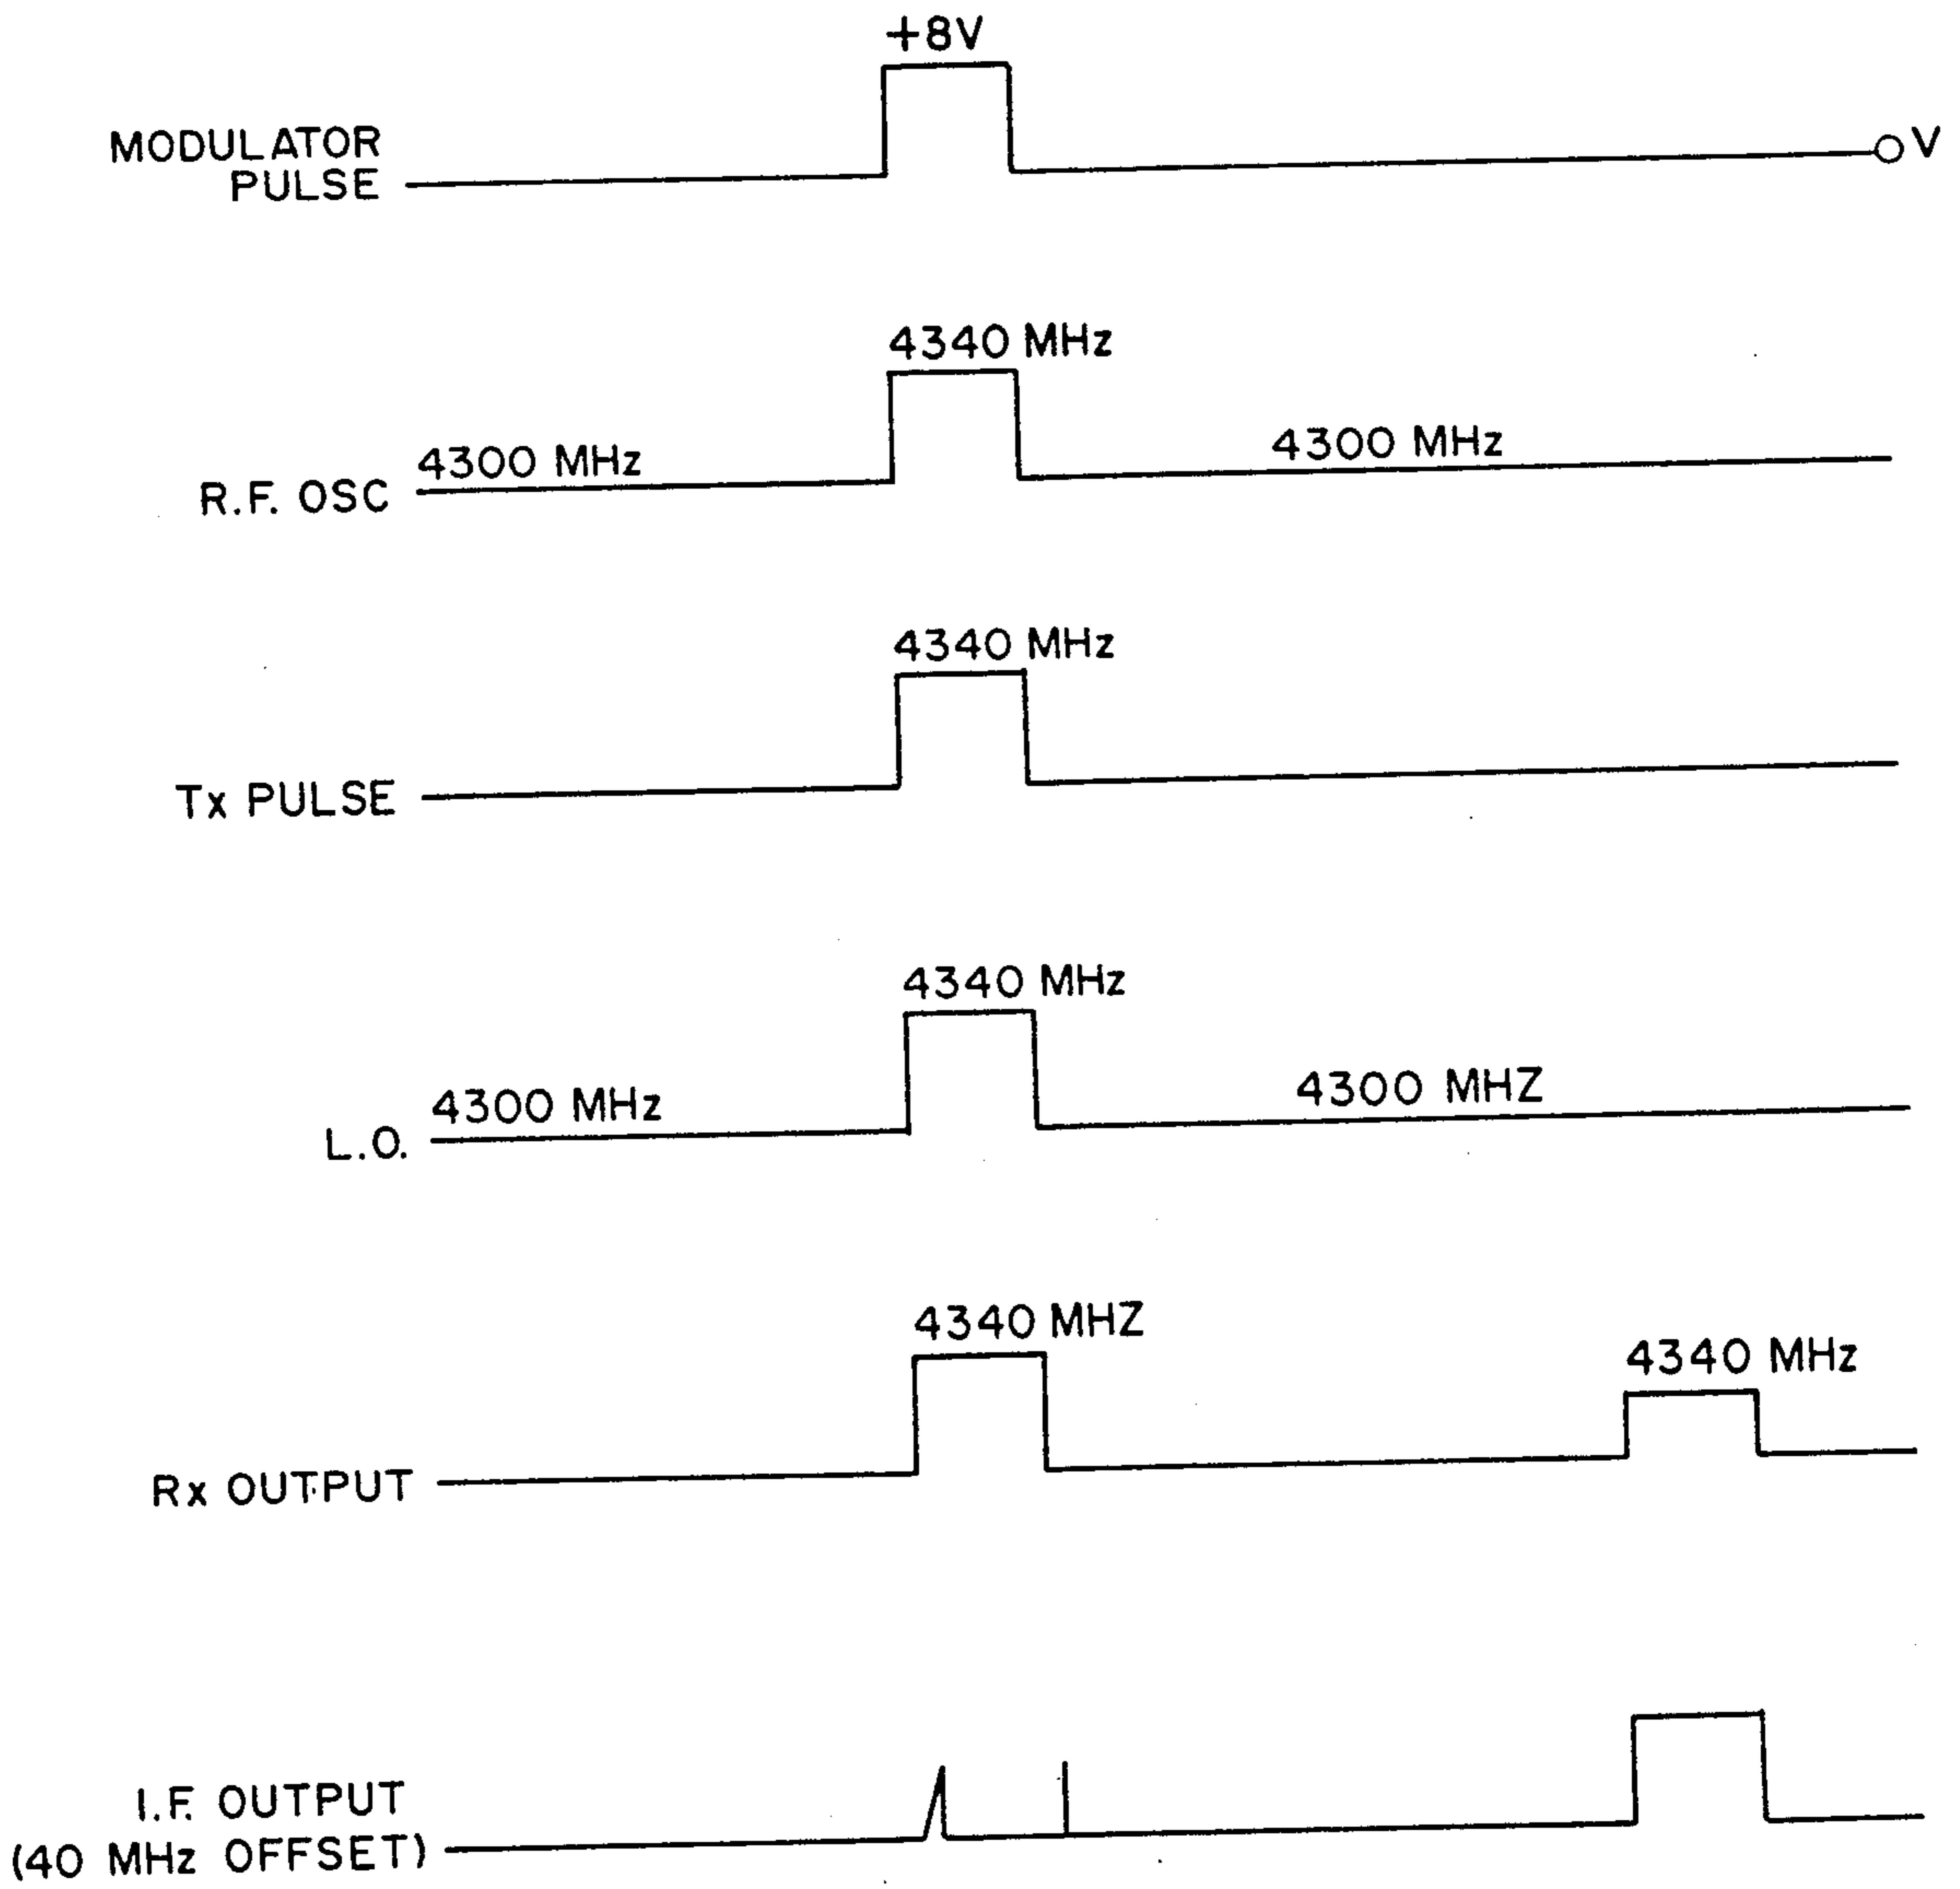 +8V
MODULATOR
PULSE
OV
4340 MHz
4300 MHz
4300 MHz
R.F. OSC
4340 MHz
Tx PULSE
4340 MHz
4300 MHz
4300 MHZ
L.O.
4340 MHZ
4340 MHz
Rx OUTPUT
I.F. OUTPUT
(40 MHz OFFSET)